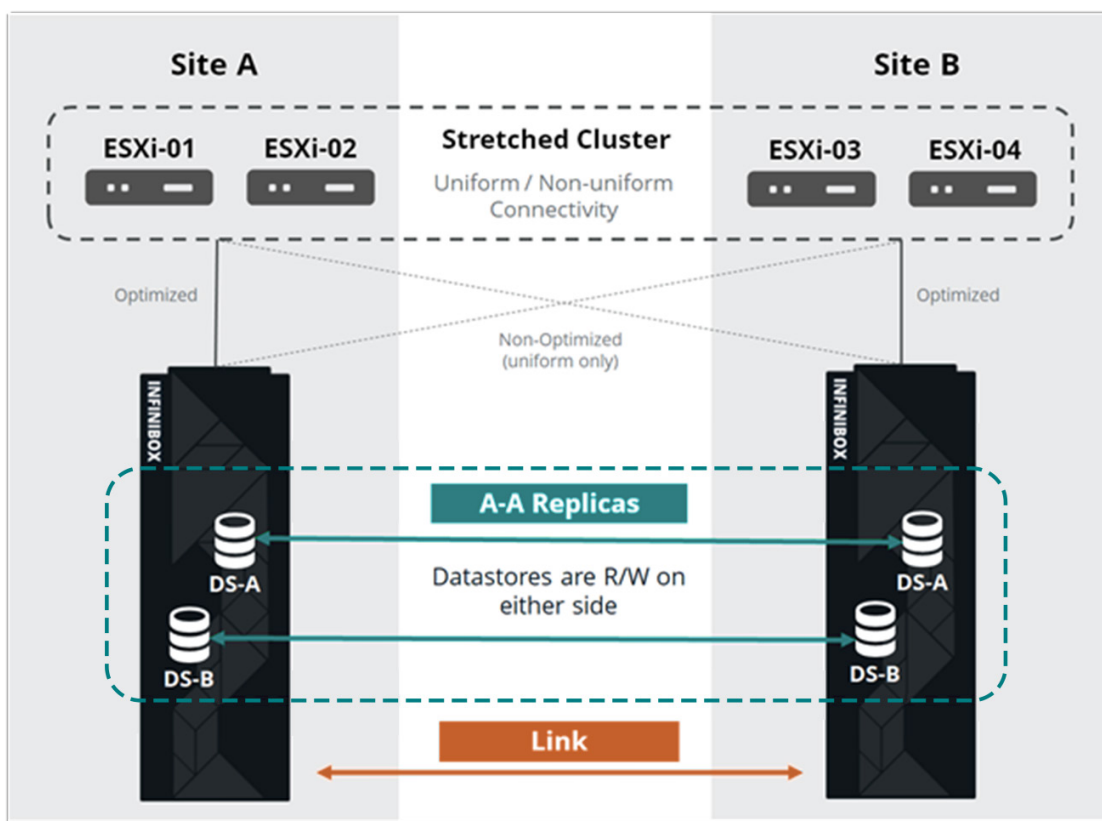 Site A
Site B
ESXi-01
ESXi-02
Stretched Cluster
Uniform / Non-uniform
Connectivity
ESXi-03
ESXi-04
Optimized
Optimized
Non-Optimized
(uniform only)
INFINIBOX
INFINIBOX
A-A Replicas
DS-A
DS-A
Datastores are R/W on
either side
DS-B
DS-B
Link